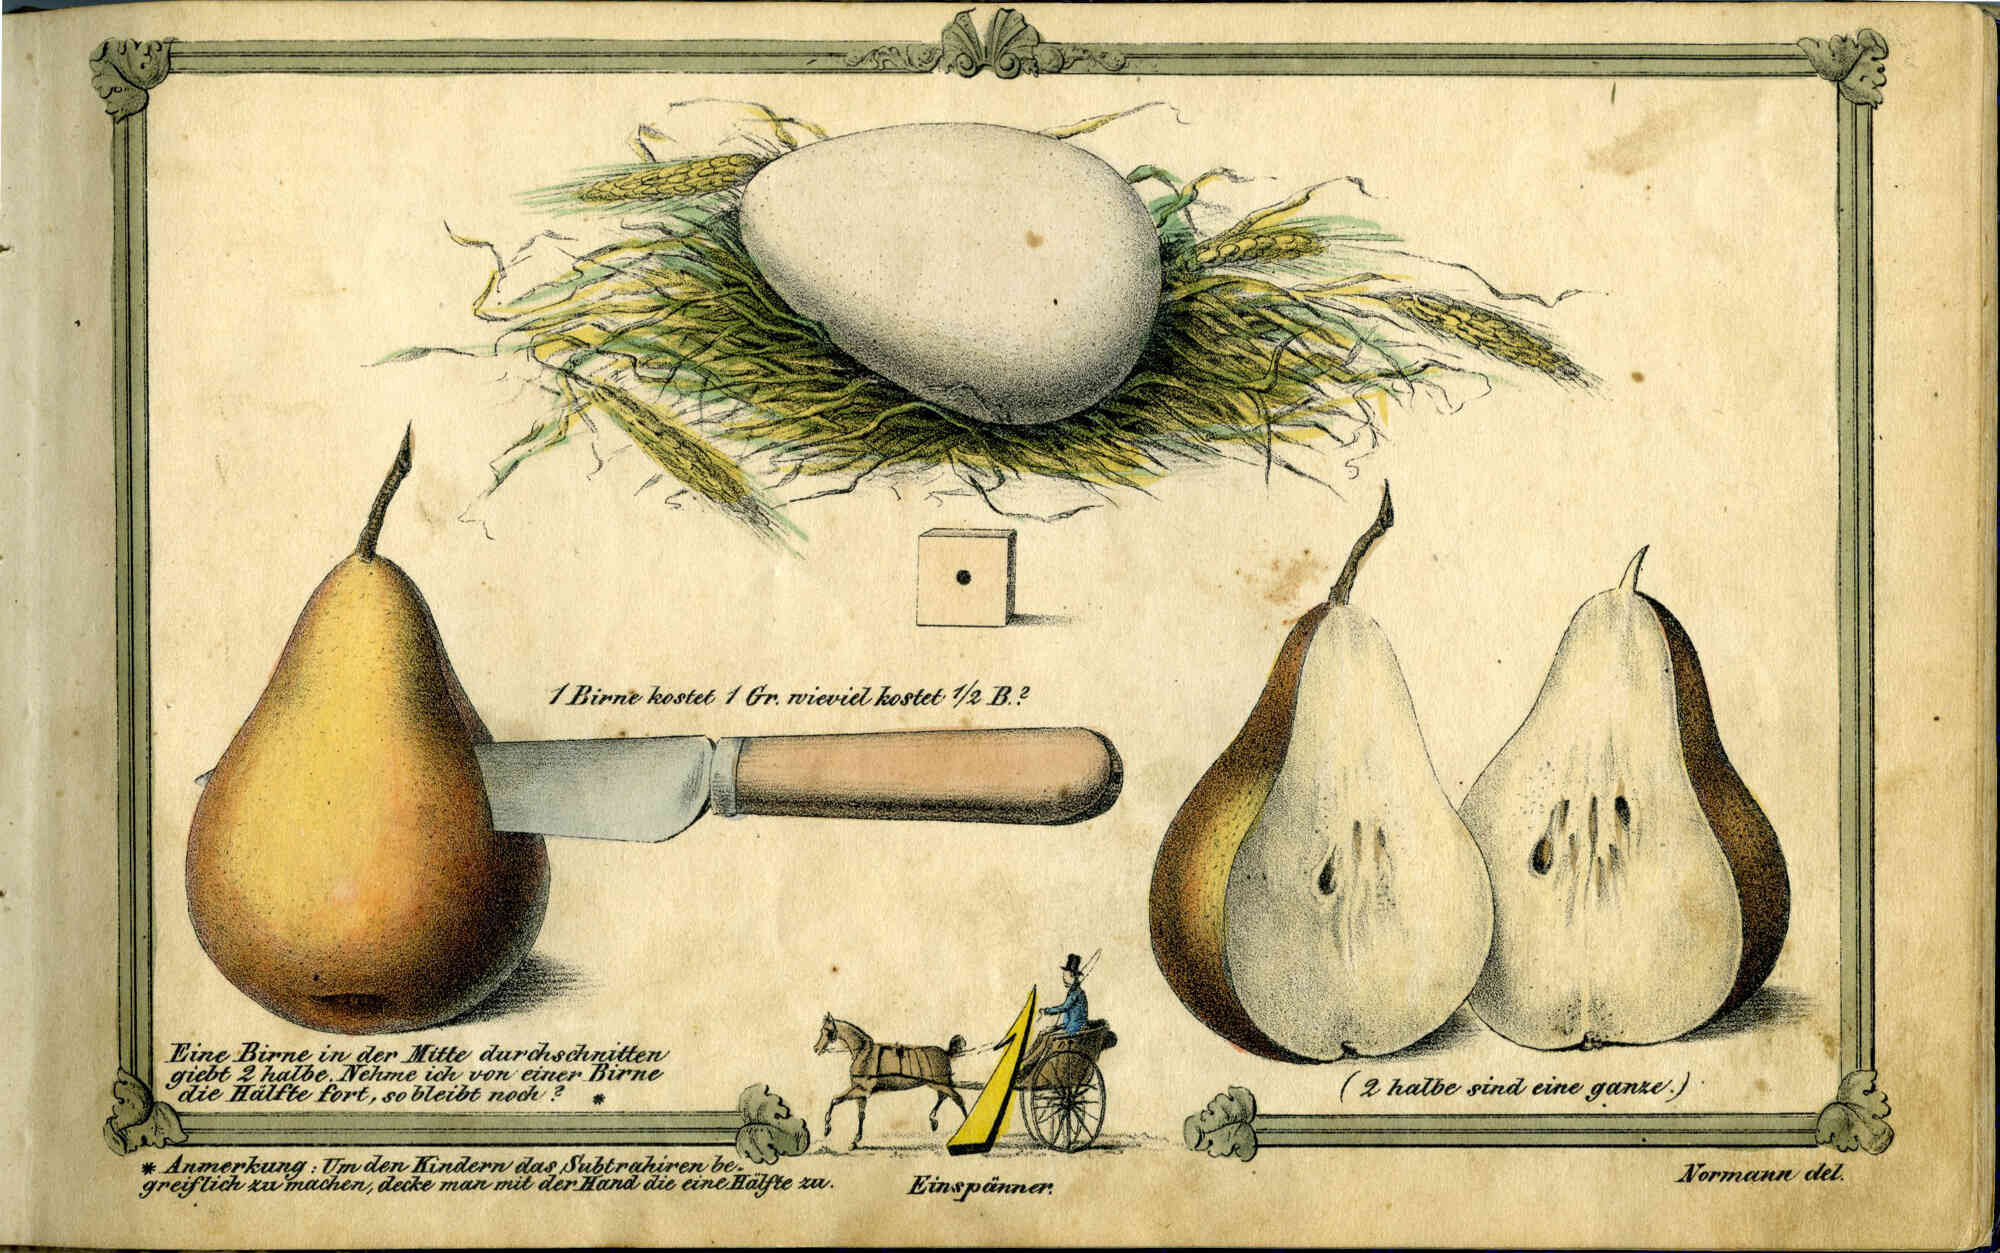 1 Birne kostet 1 Gr. wieviel kostet 1/2 B.?
Eine Birne in der Mitte durchschnitten
giebt 2 halbe. Nehme ich von einer Birne
die Hälfte fort, so bleibt noch? *
1
(2 halbe sind eine ganze.)
* Anmerkung: Um den Kindern das Subtrahiren be-
greiflich zu machen, decke man mit der Hand die eine Hälfte zu.
Einspänner.
Normann del.